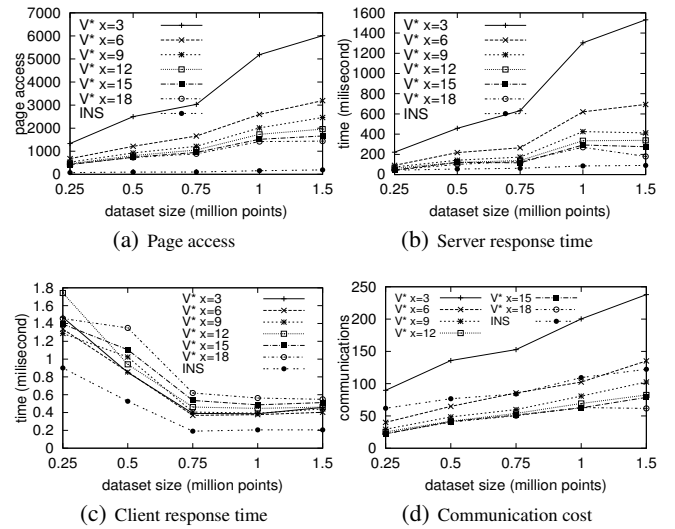 7000
6000
5000
4000
3000
2000
1000
0
page access
V* x=3
V* x=6
V* x=9
V* x=12
V* x=15
V* x=18
INS
0.25 0.5 0.75 1 1.5
dataset size (million points)
(a) Page access
1600
1400
1200
1000
800
600
400
200
0
time (milisecond)
V* x=3
V* x=6
V* x=9
V* x=12
V* x=15
V* x=18
INS
0.25 0.5 0.75 1 1.5
dataset size (million points)
(b) Server response time
1.8
1.6
1.4
1.2
1
0.8
0.6
0.4
0.2
0
time (milisecond)
V* x=3
V* x=6
V* x=9
V* x=12
V* x=15
V* x=18
INS
0.25 0.5 0.75 1 1.5
dataset size (million points)
(c) Client response time
250
200
150
100
50
0
communications
V* x=3
V* x=6
V* x=9
V* x=12
V* x=15
V* x=18
INS
0.25 0.5 0.75 1 1.5
dataset size (million points)
(d) Communication cost